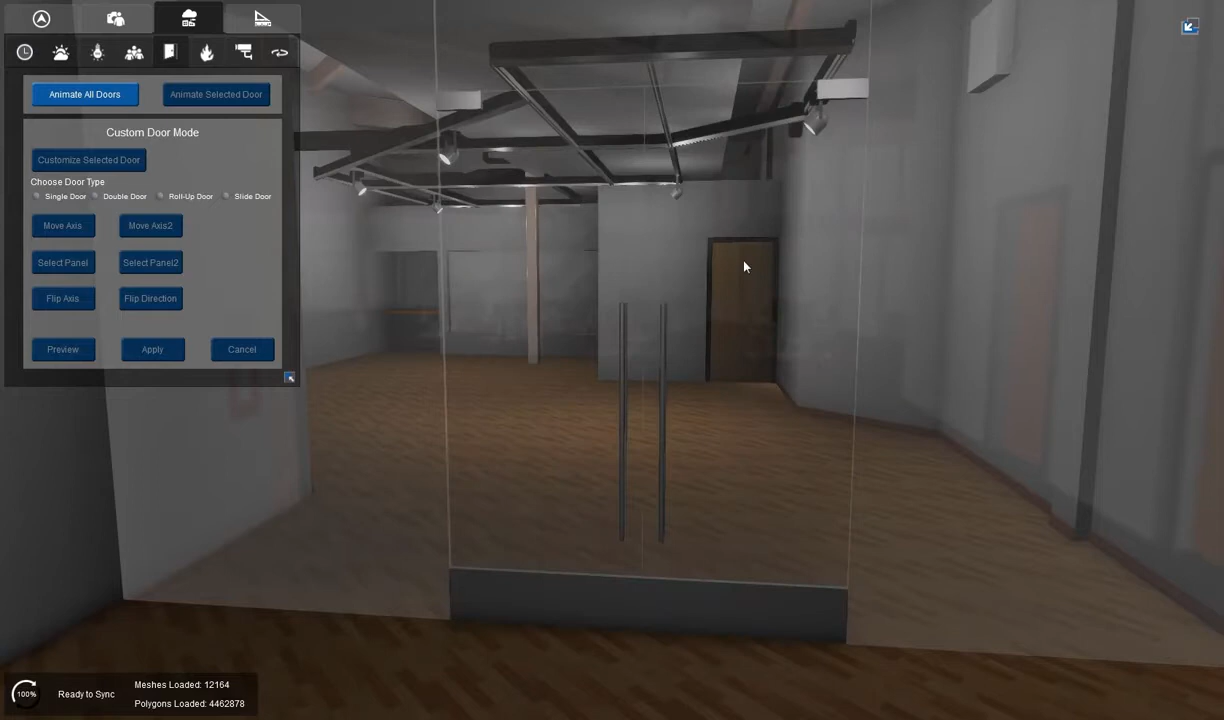 Animate All Doors
Animate Selected Door
Custom Door Mode
Customize Selected Door
Choose Door Type
Single Door
Double Door
Roll-Up Door
Slide Door
Move Axis
Move Axis2
Select Panel
Select Panel2
Flip Axis
Flip Direction
Preview
Apply
Cancel
100%
Ready to Sync
Meshes Loaded: 12164
Polygons Loaded: 4462878